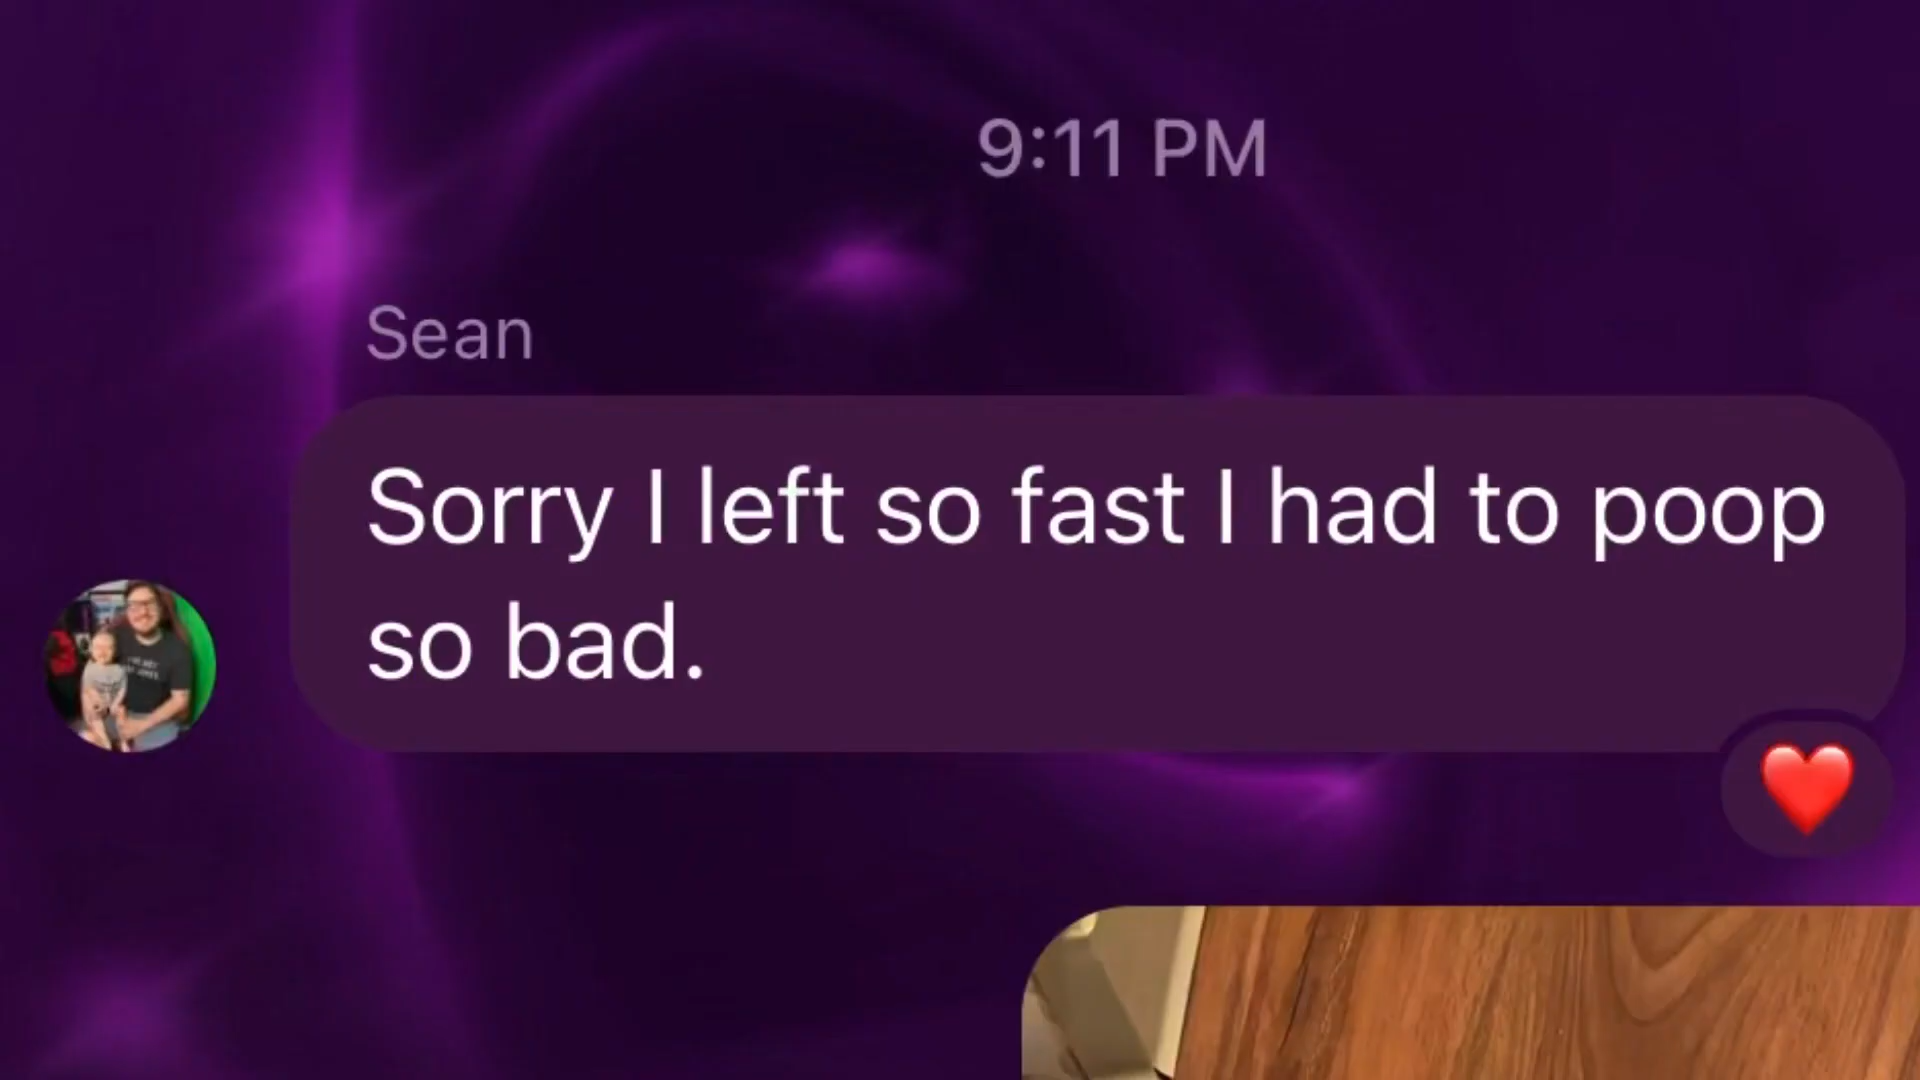 9:11 PM
Sean
Sorry I left so fast I had to poop
so bad.